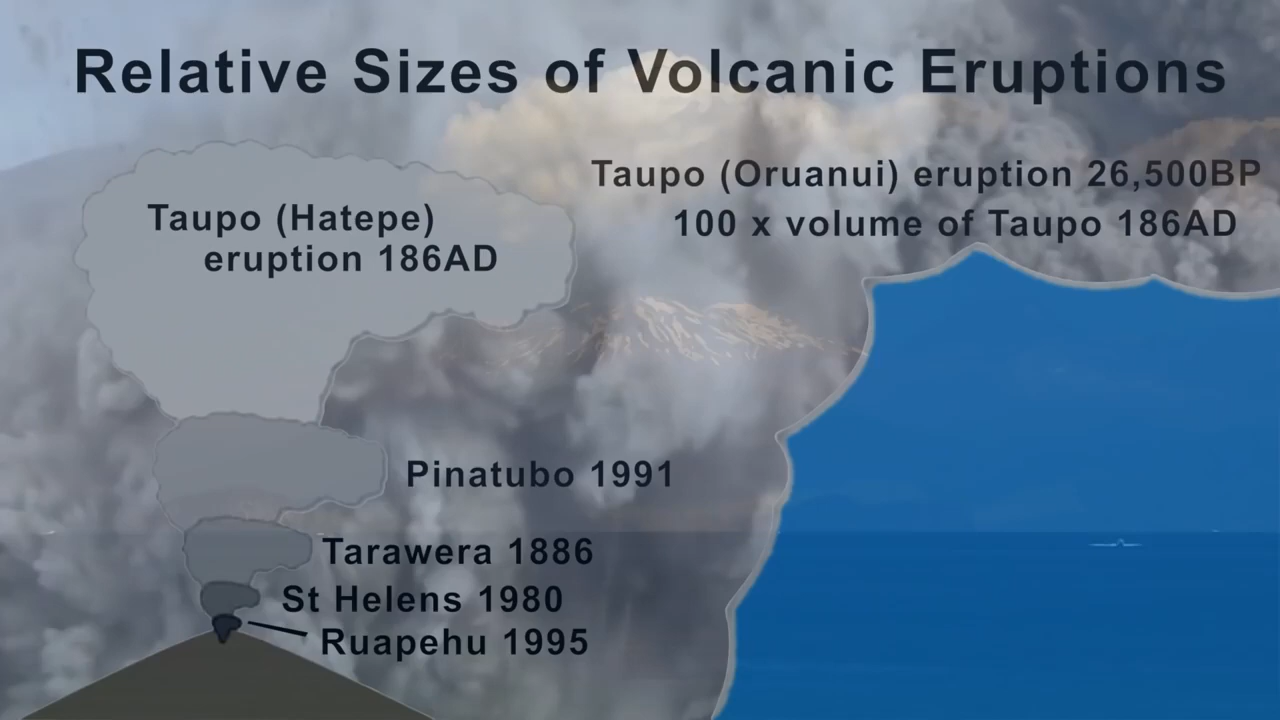 Relative Sizes of Volcanic Eruptions
Taupo (Oruanui) eruption 26,500BP
100 x volume of Taupo 186AD
Taupo (Hatepe)
eruption 186AD
Pinatubo 1991
Tarawera 1886
St Helens 1980
Ruapehu 1995